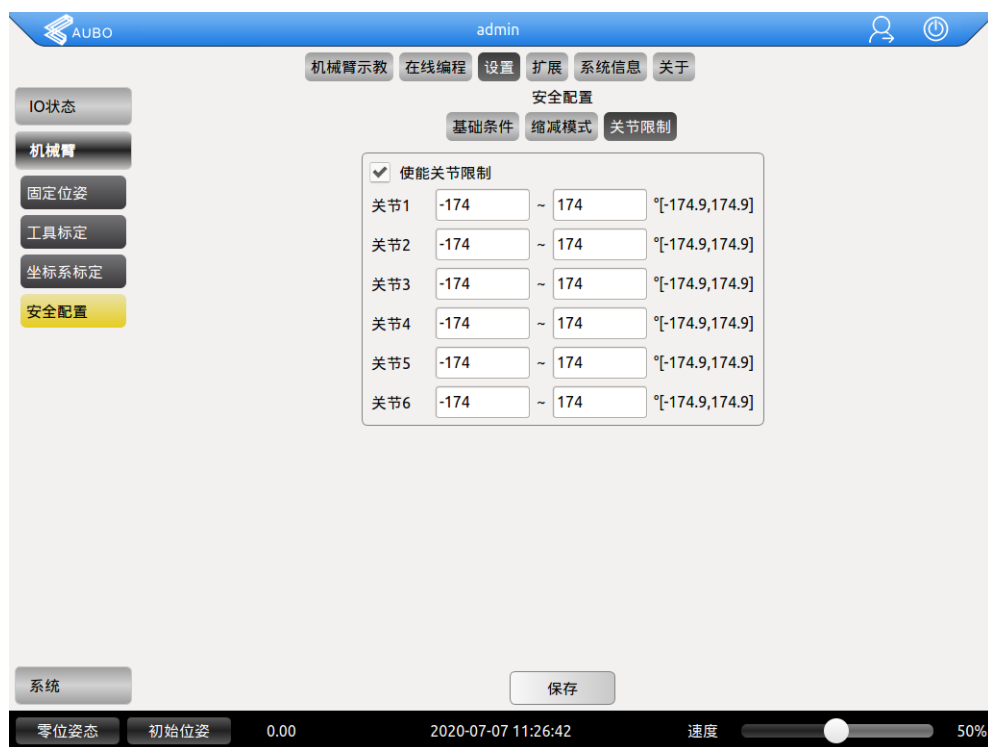 AUBO
admin
机械臂示教 在线编程 设置 扩展 系统信息 关于
安全配置
基础条件 缩减模式 关节限制
IO状态
机械臂
固定位姿
工具标定
坐标系标定
安全配置
使能关节限制
关节1 -174 ~ 174 °[-174.9,174.9]
关节2 -174 ~ 174 °[-174.9,174.9]
关节3 -174 ~ 174 °[-174.9,174.9]
关节4 -174 ~ 174 °[-174.9,174.9]
关节5 -174 ~ 174 °[-174.9,174.9]
关节6 -174 ~ 174 °[-174.9,174.9]
系统
保存
零位姿态 初始位姿 0.00 2020-07-07 11:26:42 速度 50%